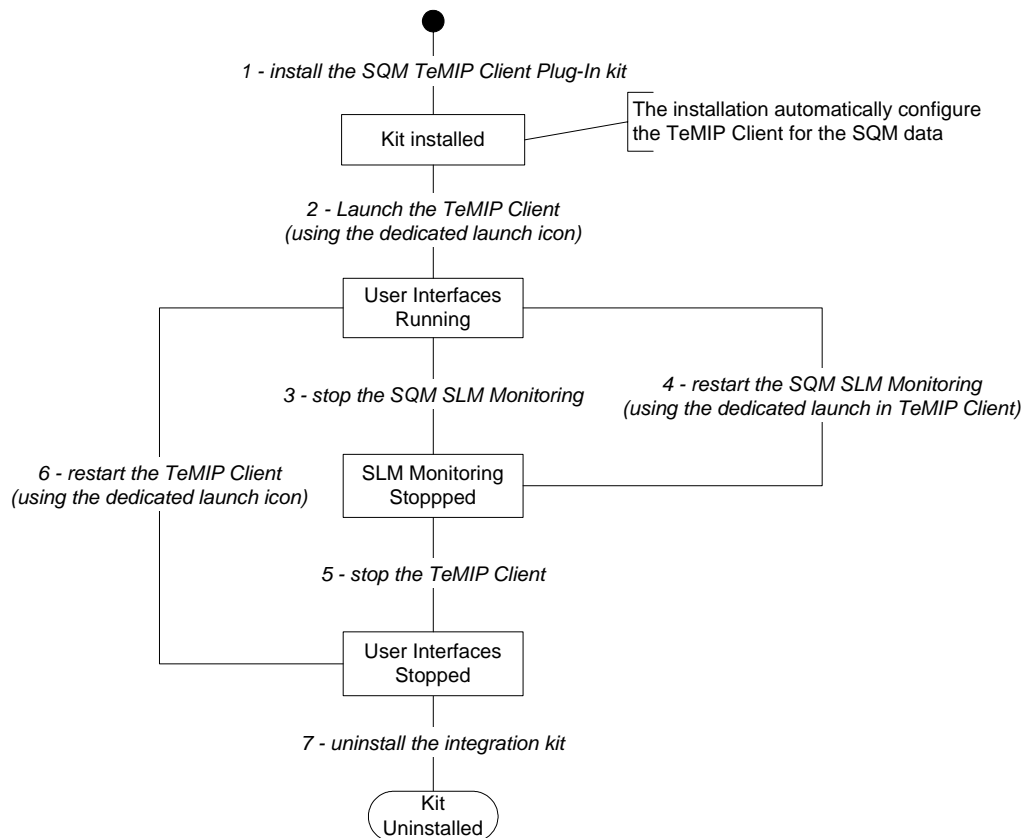 1 - install the SQM TeMIP Client Plug-In kit
The installation automatically configure
the TeMIP Client for the SQM data
Kit installed
2 - Launch the TeMIP Client
(using the dedicated launch icon)
User Interfaces
Running
3 - stop the SQM SLM Monitoring
4 - restart the SQM SLM Monitoring
(using the dedicated launch in TeMIP Client)
6 - restart the TeMIP Client
(using the dedicated launch icon)
SLM Monitoring
Stoppped
5 - stop the TeMIP Client
User Interfaces
Stopped
7 - uninstall the integration kit
Kit
Uninstalled